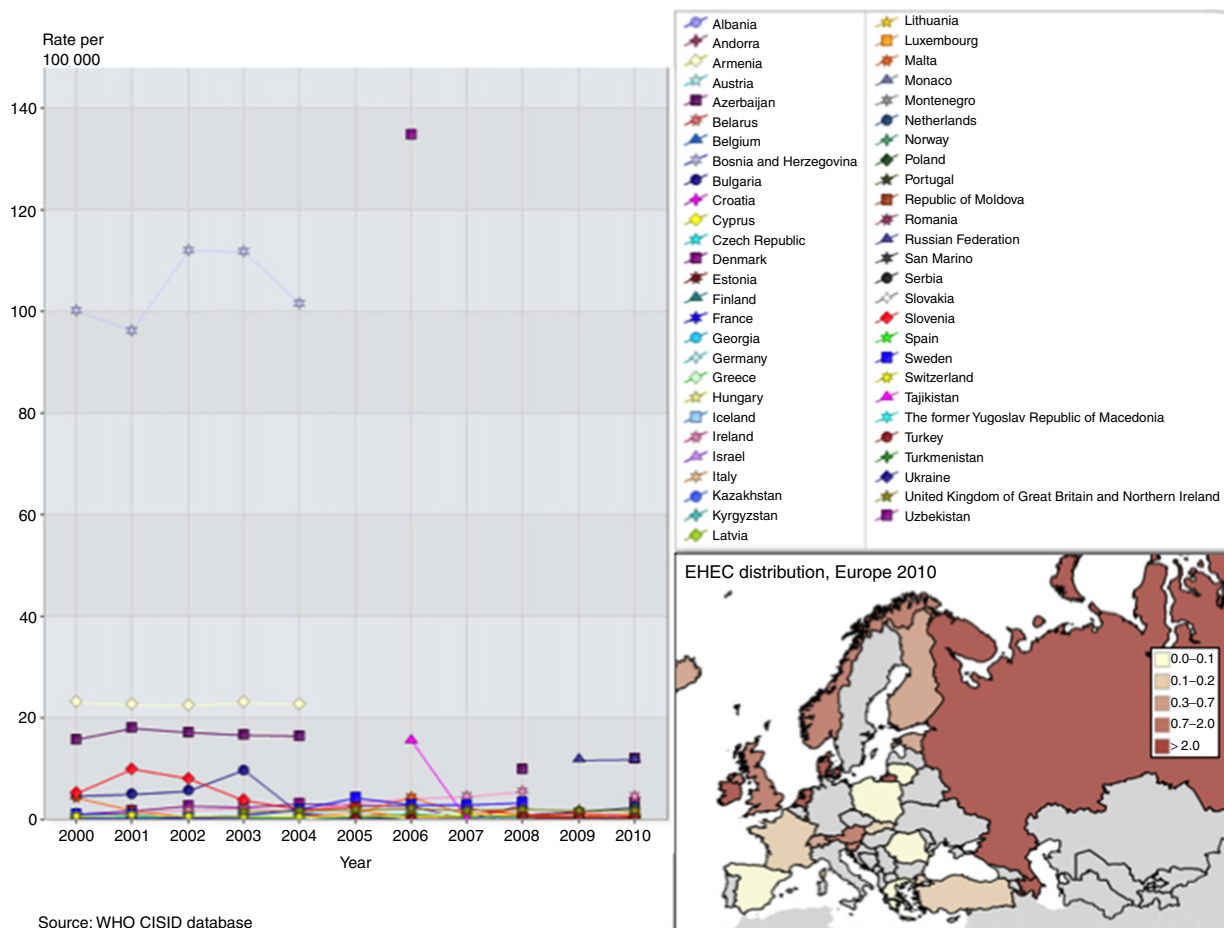 Rate per
100 000
140
120
100
80
60
40
20
0
2000 2001 2002 2003 2004 2005 2006 2007 2008 2009 2010
Year
Source: WHO CISID database
Albania
Andorra
Armenia
Austria
Azerbaijan
Belarus
Belgium
Bosnia and Herzegovina
Bulgaria
Croatia
Cyprus
Czech Republic
Denmark
Estonia
Finland
France
Georgia
Germany
Greece
Hungary
Iceland
Ireland
Israel
Italy
Kazakhstan
Kyrgyzstan
Latvia
Lithuania
Luxembourg
Malta
Monaco
Montenegro
Netherlands
Norway
Poland
Portugal
Republic of Moldova
Romania
Russian Federation
San Marino
Serbia
Slovakia
Slovenia
Spain
Sweden
Switzerland
Tajikistan
The former Yugoslav Republic of Macedonia
Turkey
Turkmenistan
Ukraine
United Kingdom of Great Britain and Northern Ireland
Uzbekistan
EHEC distribution, Europe 2010
0.0–0.1
0.1–0.2
0.3–0.7
0.7–2.0
> 2.0